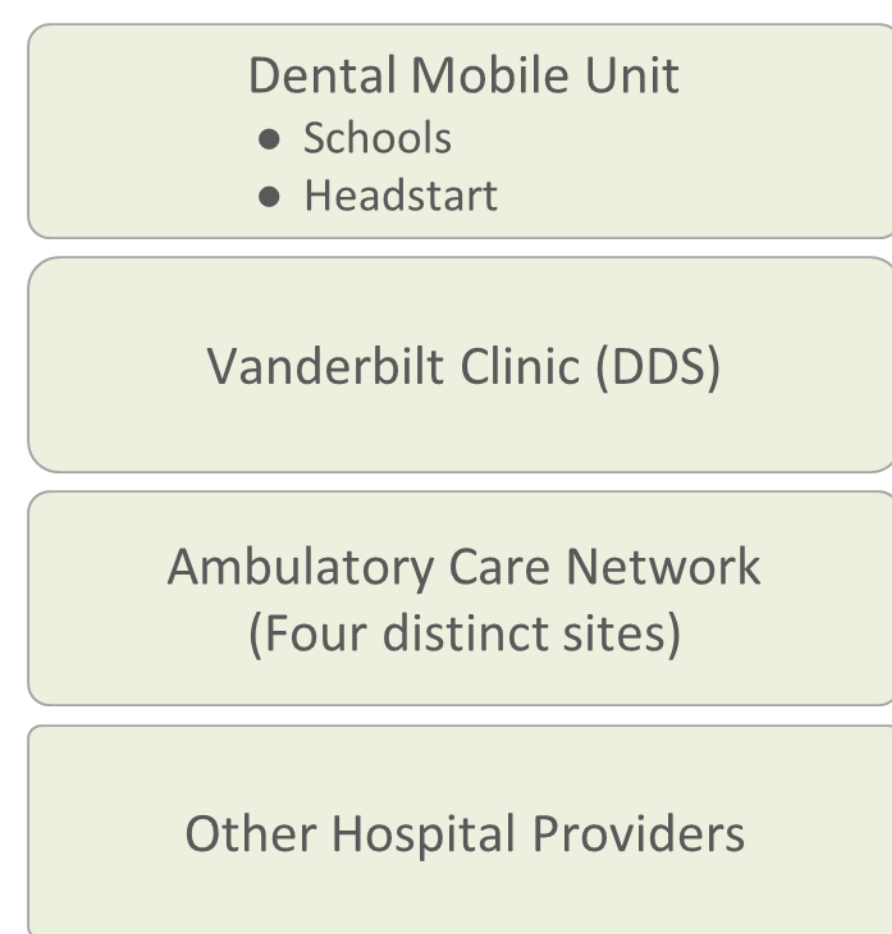 Dental Mobile Unit
● Schools
● Headstart
Vanderbilt Clinic (DDS)
Ambulatory Care Network
(Four distinct sites)
Other Hospital Providers